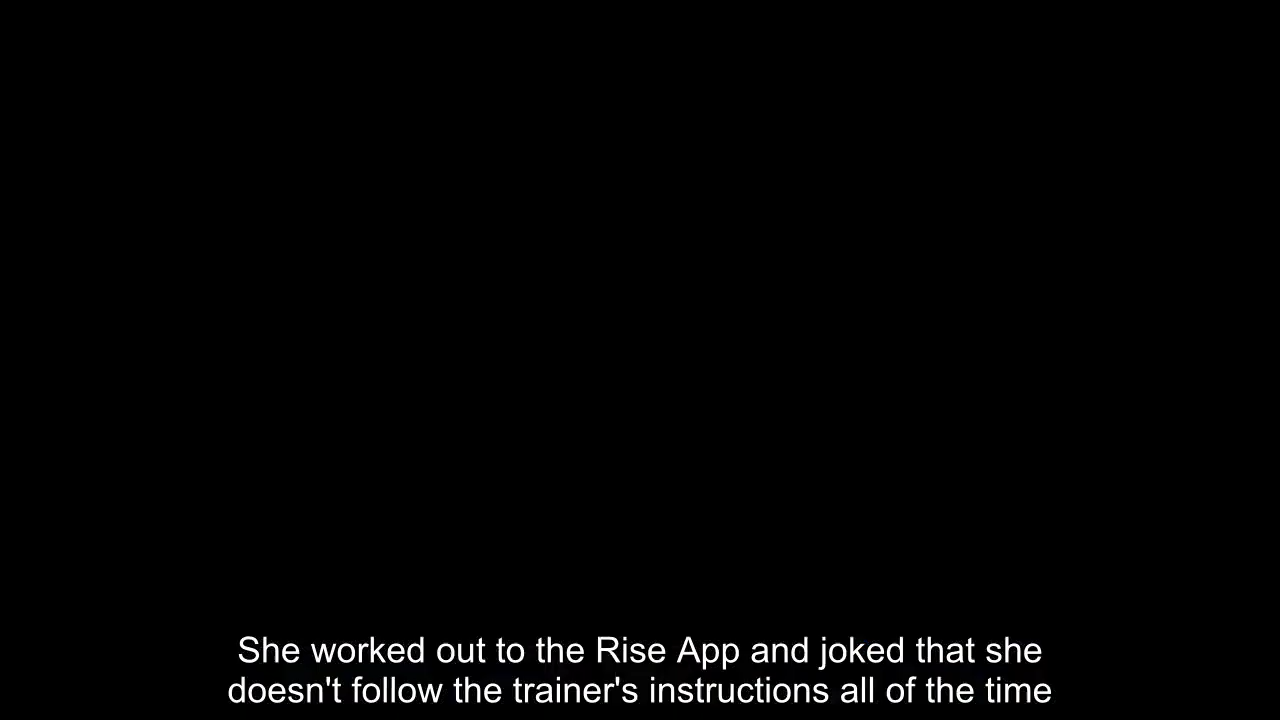 She worked out to the Rise App and joked that she
doesn't follow the trainer's instructions all of the time